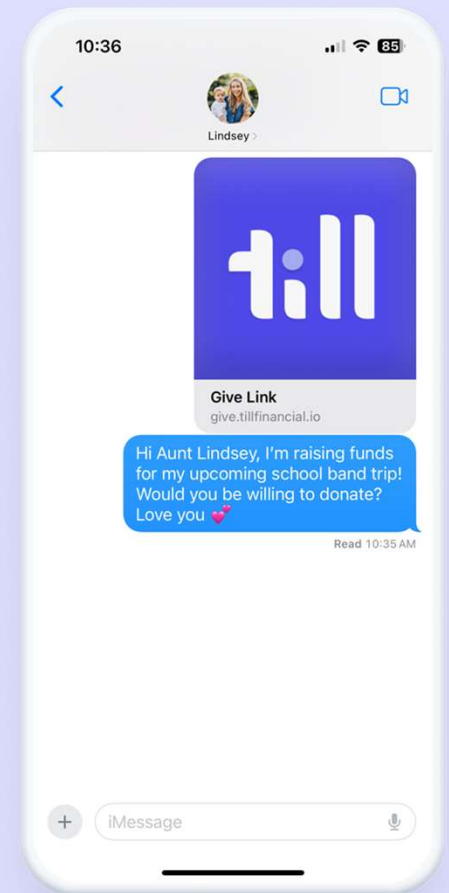 10:36
85
Lindsey
till
Give Link
give.tillfinancial.io
Hi Aunt Lindsey, I'm raising funds
for my upcoming school band trip!
Would you be willing to donate?
Love you 💕
Read 10:35 AM
iMessage